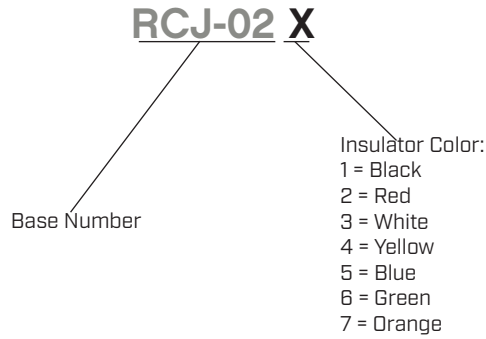 RCJ-02 X
Insulator Color:
1 = Black
2 = Red
3 = White
4 = Yellow
5 = Blue
6 = Green
7 = Orange
Base Number